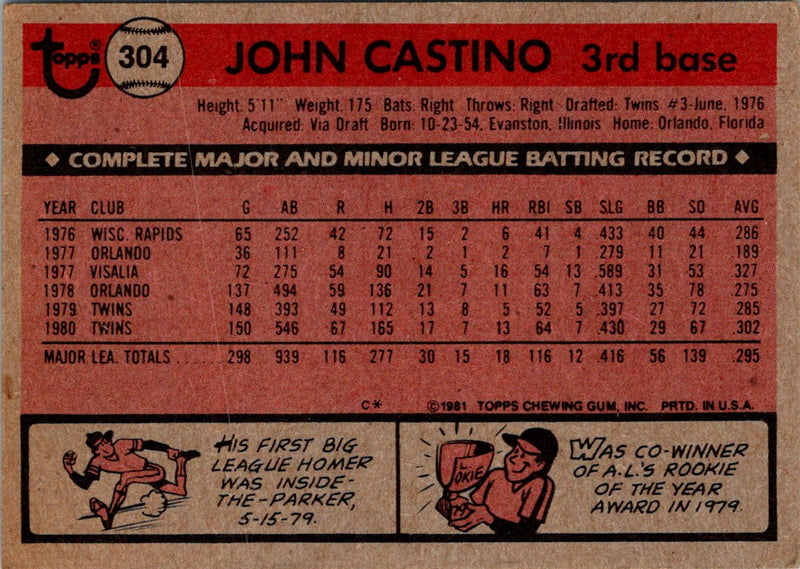 Topps® 304 JOHN CASTINO 3rd base
Height: 5'11" Weight: 175 Bats: Right Throws: Right Drafted: Twins #3-June, 1976
Acquired: Via Draft Born: 10-23-54, Evanston, Illinois Home: Orlando, Florida
◆ COMPLETE MAJOR AND MINOR LEAGUE BATTING RECORD ◆
YEAR CLUB G AB R H 2B 3B HR RBI SB SLG BB SO AVG
1976 WISC. RAPIDS 65 252 42 72 15 2 6 41 4 .433 40 44 .286
1977 ORLANDO 36 111 8 21 2 1 2 7 1 .279 11 21 .189
1977 VISALIA 72 275 54 90 14 5 16 54 13 .589 31 53 .327
1978 ORLANDO 137 494 59 136 21 7 11 63 7 .413 35 78 .275
1979 TWINS 148 393 49 112 13 8 5 52 5 .397 27 72 .285
1980 TWINS 150 546 67 165 17 7 13 64 7 .430 29 67 .302
MAJOR LEA. TOTALS 298 939 116 277 30 15 18 116 12 .416 56 139 .295
C* ©1981 TOPPS CHEWING GUM, INC. PRTD. IN U.S.A.
HIS FIRST BIG
LEAGUE HOMER
WAS INSIDE-
THE-PARKER,
5-15-79.
ROOKIE
'79
WAS CO-WINNER
OF A.L.'S ROOKIE
OF THE YEAR
AWARD IN 1979.